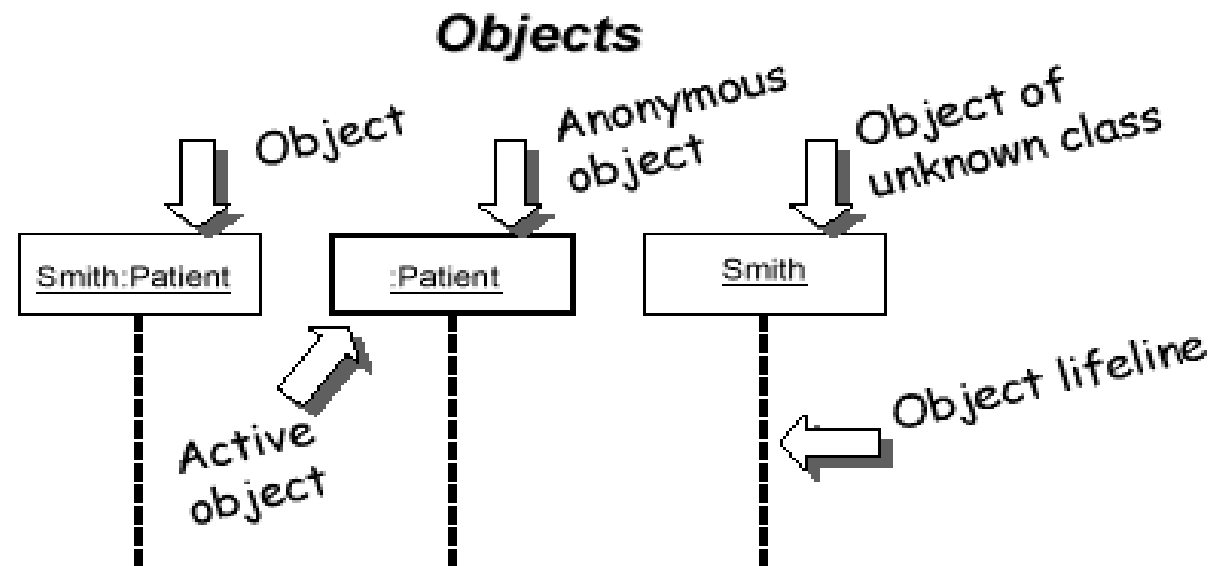 Objects
Object
Anonymous
object
Object of
unknown class
Smith:Patient
:Patient
Smith
Active
object
Object lifeline